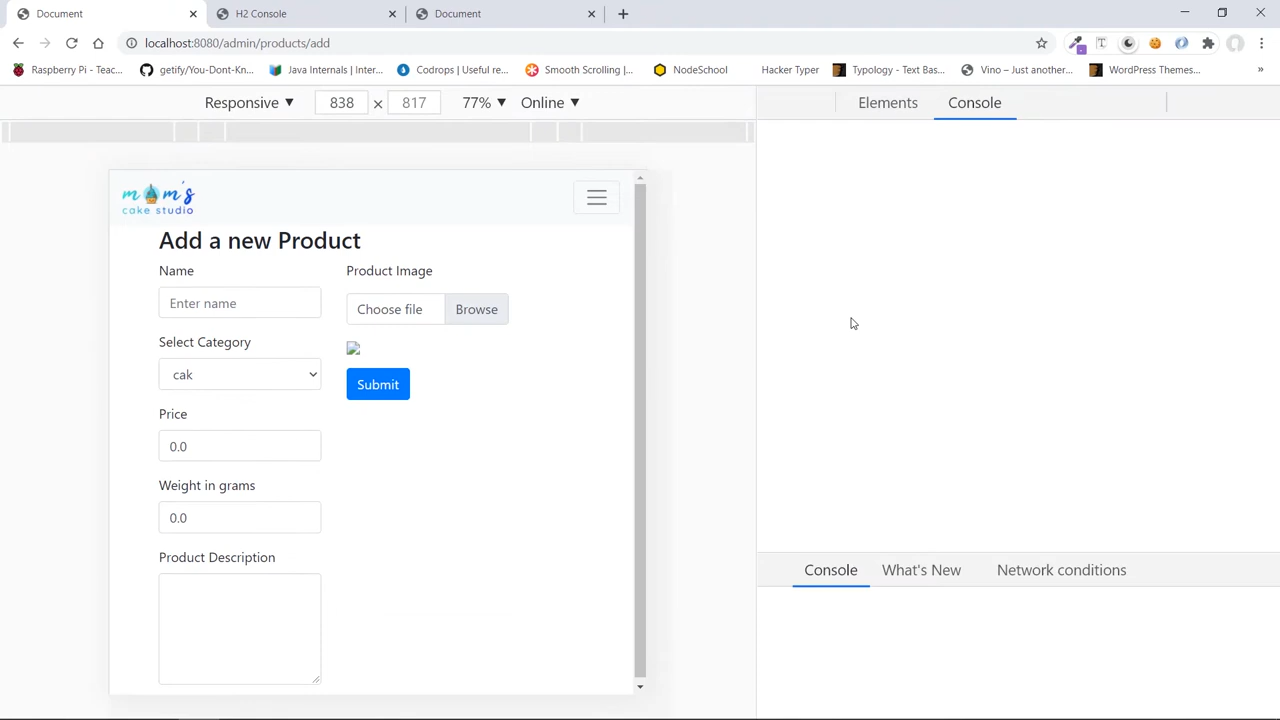 Document
H2 Console
Document
localhost:8080/admin/products/add
Raspberry Pi - Teac...
getify/You-Dont-Kn...
Java Internals | Inter...
Codrops | Useful re...
Smooth Scrolling |...
NodeSchool
Hacker Typer
Typology - Text Bas...
Vino – Just another...
WordPress Themes...
»
Responsive ▼ 838 × 817 77% ▼ Online ▼
Elements
Console
mom's
cake studio
Add a new Product
Name
Enter name
Select Category
cak
Price
0.0
Weight in grams
0.0
Product Description
Product Image
Choose file
Browse
Submit
Console
What's New
Network conditions